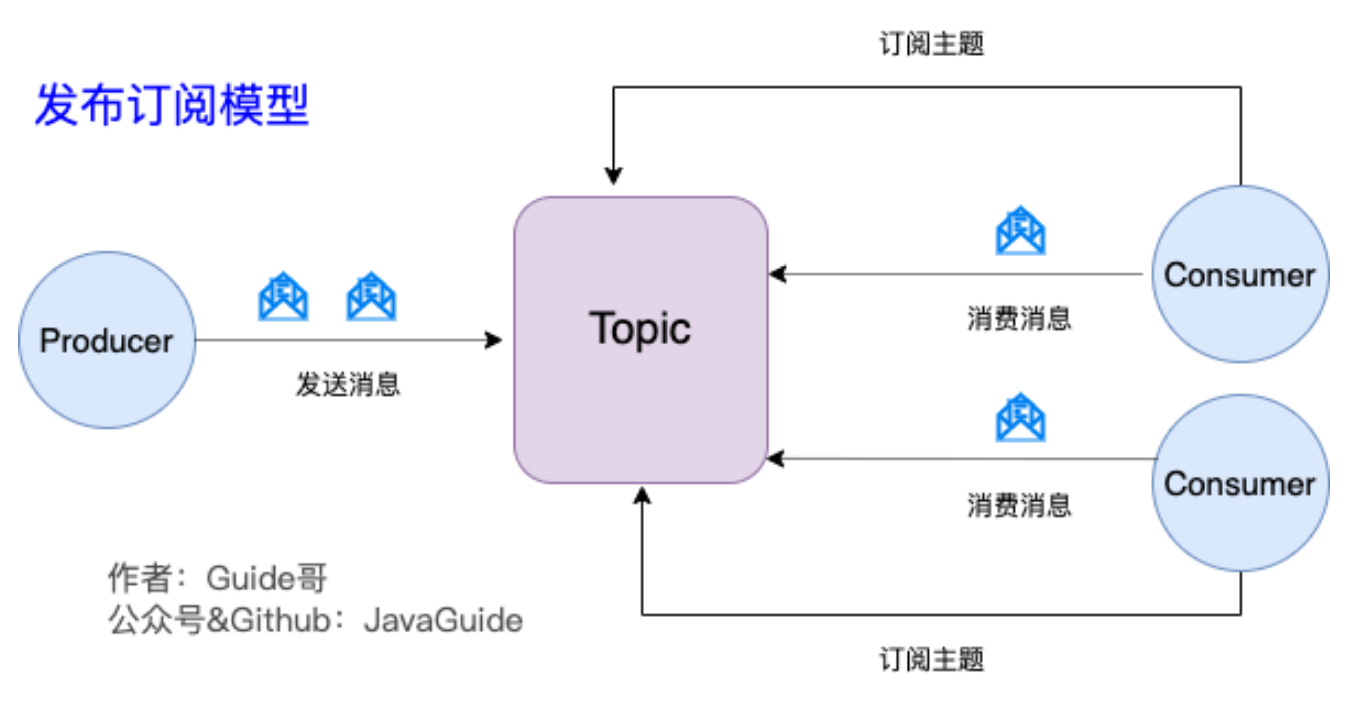 订阅主题
发布订阅模型
Producer
发送消息
Topic
消费消息
Consumer
消费消息
Consumer
作者：Guide哥
公众号&Github：JavaGuide
订阅主题